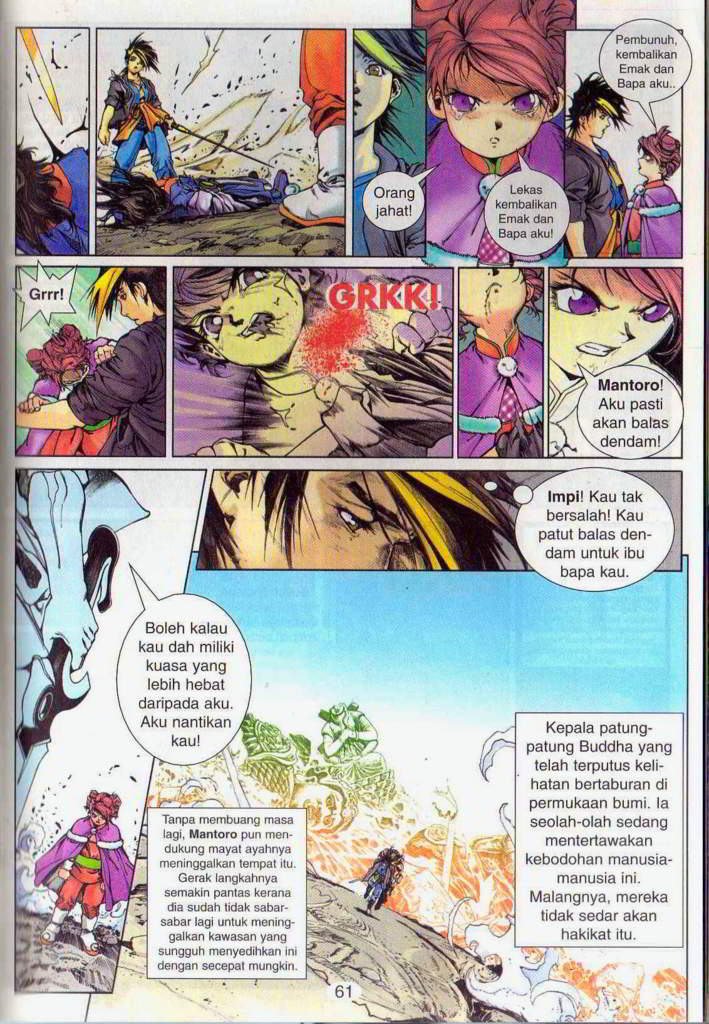 Pembunuh,
kembalikan
Emak dan
Bapa aku..
Orang
jahat!
Lekas
kembalikan
Emak dan
Bapa aku!
Grrr!
GRKK!
Mantoro!
Aku pasti
akan balas
dendam!
Impi! Kau tak
bersalah! Kau
patut balas den-
dam untuk ibu
bapa kau.
Boleh kalau
kau dah miliki
kuasa yang
lebih hebat
daripada aku.
Aku nantikan
kau!
Tanpa membuang masa
lagi, Mantoro pun men-
dukung mayat ayahnya
meninggalkan tempat itu.
Gerak langkahnya
semakin pantas kerana
dia sudah tidak sabar-
sabar lagi untuk mening-
galkan kawasan yang
sungguh menyedihkan ini
dengan secepat mungkin.
Kepala patung-
patung Buddha yang
telah terputus keli-
hatan bertaburan di
permukaan bumi. Ia
seolah-olah sedang
mentertawakan
kebodohan manusia-
manusia ini.
Malangnya, mereka
tidak sedar akan
hakikat itu.
61